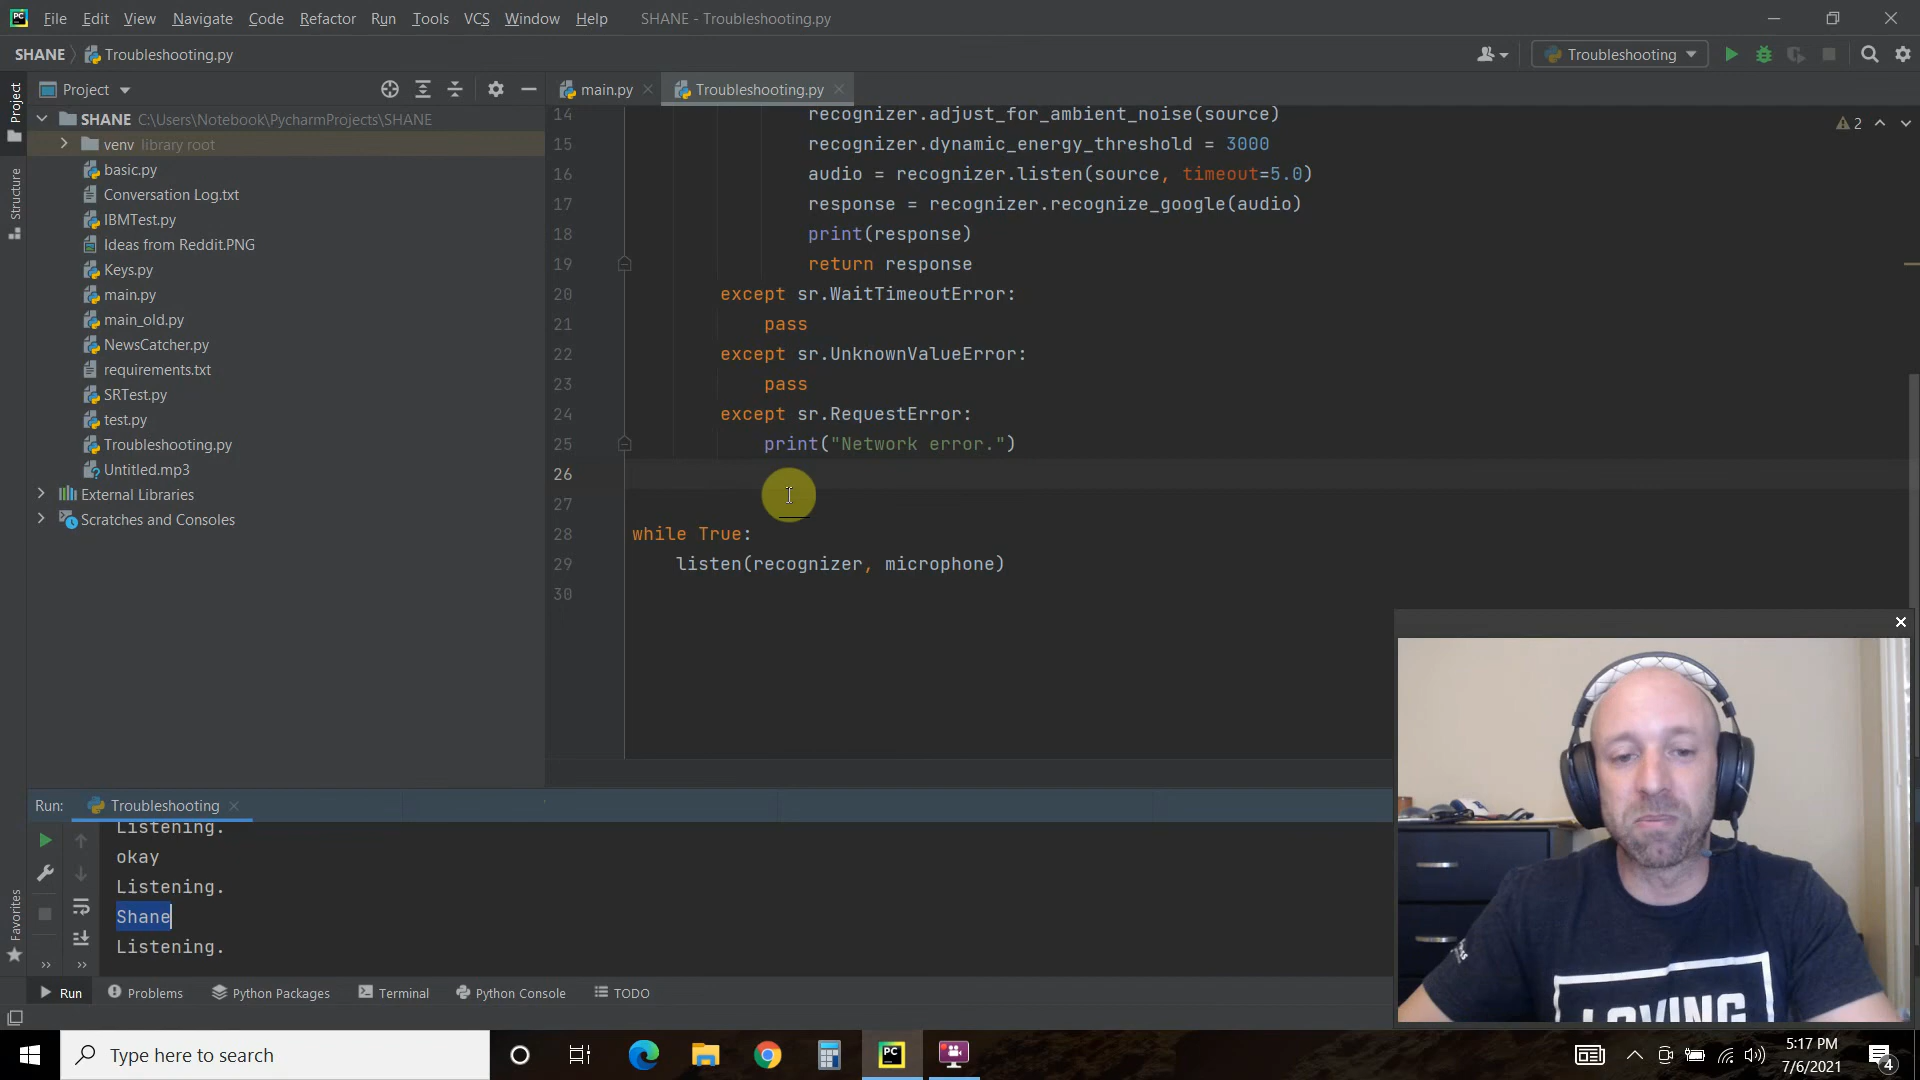 File Edit View Navigate Code Refactor Run Tools VCS Window Help SHANE - Troubleshooting.py
SHANE Troubleshooting.py
Troubleshooting
Project
main.py
Troubleshooting.py
SHANE C:\Users\Notebook\PycharmProjects\SHANE
venv library root
basic.py
Conversation Log.txt
IBMTest.py
Ideas from Reddit.PNG
Keys.py
main.py
main_old.py
NewsCatcher.py
requirements.txt
SRTest.py
test.py
Troubleshooting.py
Untitled.mp3
External Libraries
Scratches and Consoles
Project
Structure
Favorites
2
14 recognizer.adjust_for_ambient_noise(source)
15 recognizer.dynamic_energy_threshold = 3000
16 audio = recognizer.listen(source, timeout=5.0)
17 response = recognizer.recognize_google(audio)
18 print(response)
19 return response
20 except sr.WaitTimeoutError:
21 pass
22 except sr.UnknownValueError:
23 pass
24 except sr.RequestError:
25 print("Network error.")
26
27
28 while True:
29 listen(recognizer, microphone)
30
Run: Troubleshooting
Listening.
okay
Listening.
Shane
Listening.
Run Problems Python Packages Terminal Python Console TODO
LOVING
Type here to search
5:17 PM
7/6/2021
4